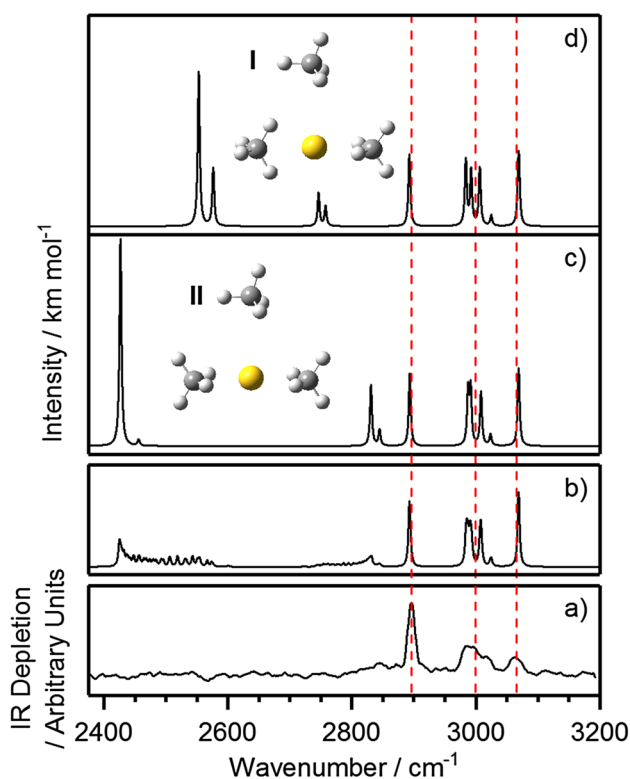 d)
I
c)
II
Intensity / km mol⁻¹
b)
a)
IR Depletion
/ Arbitrary Units
2400 2600 2800 3000 3200
Wavenumber / cm⁻¹